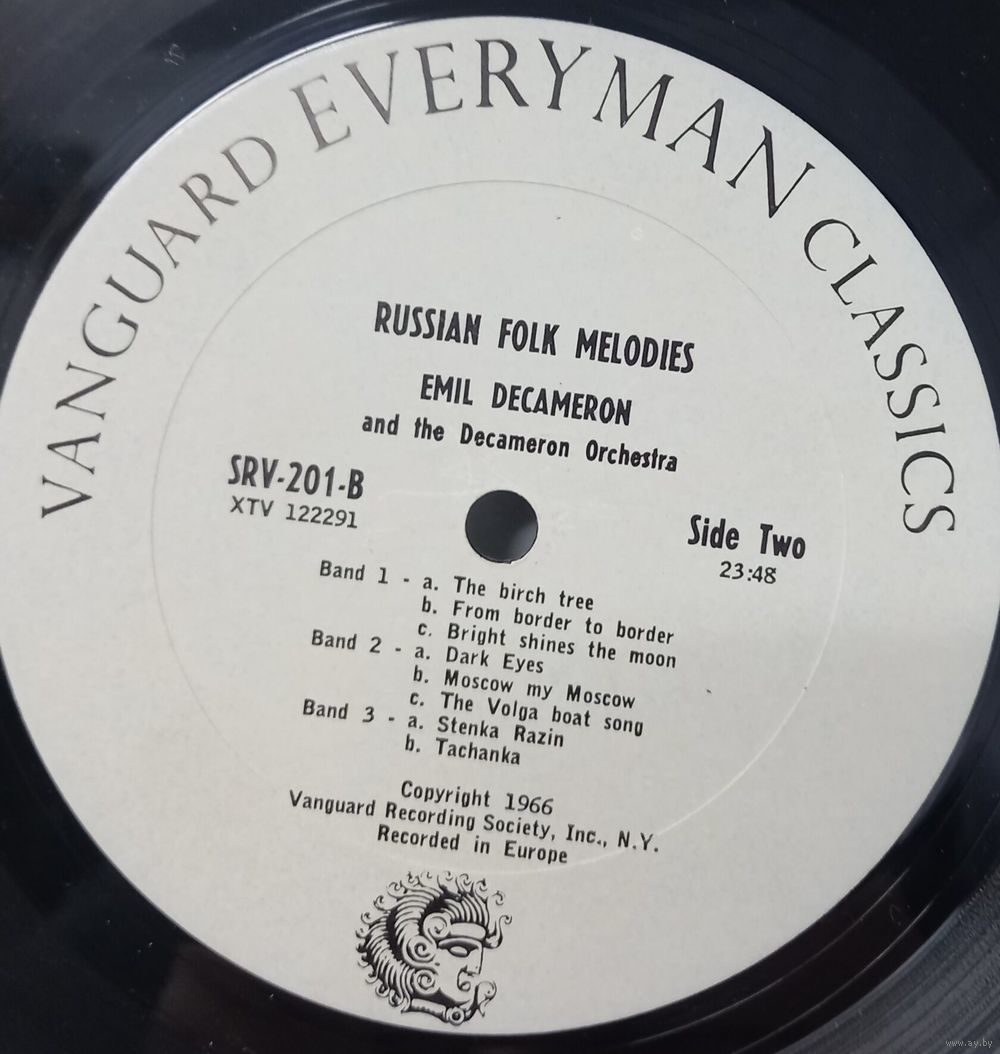 VANGUARD EVERYMAN CLASSICS
RUSSIAN FOLK MELODIES
EMIL DECAMERON
and the Decameron Orchestra
SRV-201-B
XTV 122291
Side Two
23:48
Band 1 - a. The birch tree
b. From border to border
c. Bright shines the moon
Band 2 - a. Dark Eyes
b. Moscow my Moscow
c. The Volga boat song
Band 3 - a. Stenka Razin
b. Tachanka
Copyright 1966
Vanguard Recording Society, Inc., N.Y.
Recorded in Europe
www.ay.by